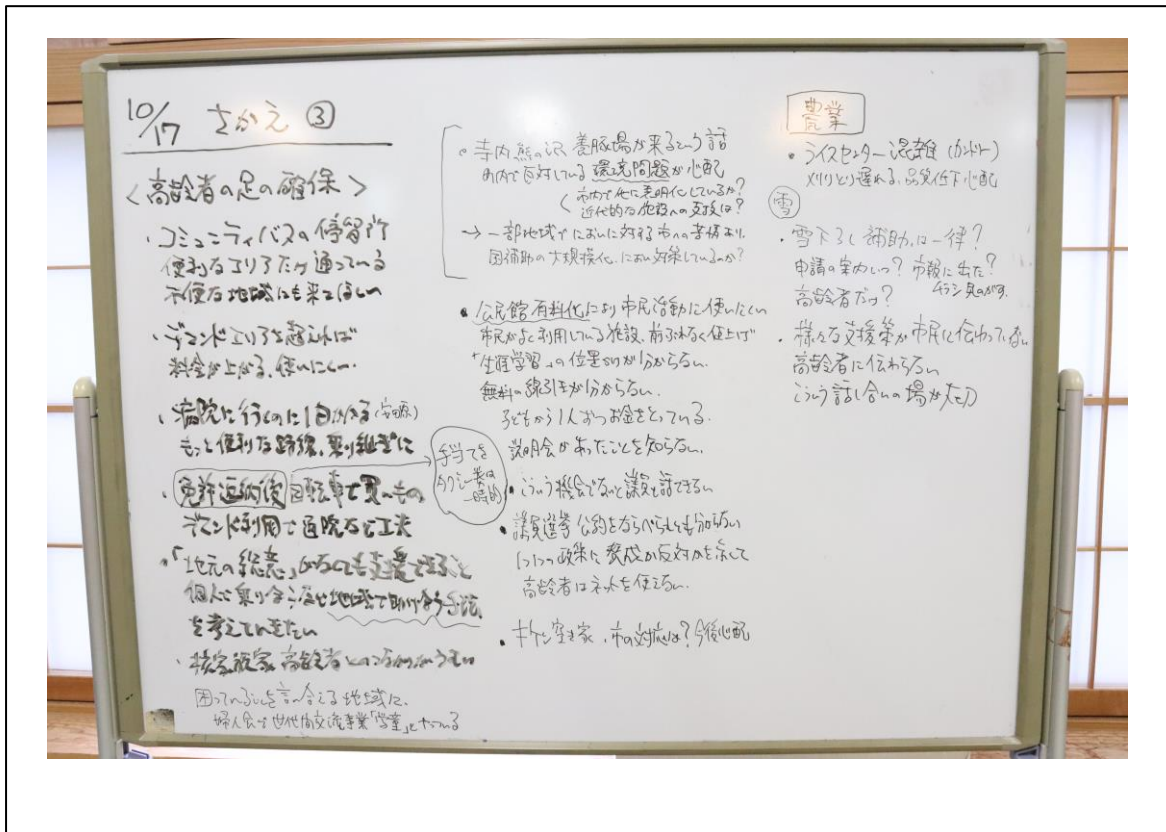 10/17 さかえ ③
<高齢者の足の確保>
・コミュニティバスの停留所
便利なエリアだけ通っている
不便な地域にも来てほしい
・デマンドエリアを超えれば
料金が上がる、使いにくい
・病院に行くのに1日かかる(安田原)
もっと便利な路線、乗り継ぎに
・免許返納後 自転車で買いもの
デマンド利用で通院など工夫
手当てを
タクシー券は
一時的
・「地元の総意」がなくても支援できること
個人で乗り合うなど地域で助け合う手法
を考えていきたい
・核家族、高齢者とのつながりがうすい
困っていることを言い合える地域に、
婦人会で世代間交流事業「学童」とやっている
・寺内熊の沢 養豚場が来るという話
町内で反対している 環境問題が心配
市内で他に表明化しているか?
近代的な施設への支援は?
→一部地域でにおいに対する市への苦情あり、
国補助の大規模化、におい対策しているのか?
・公民館有料化により市民活動に使いにくい
市民がよく利用している施設、前ぶれなく値上げ
「生涯学習」の位置づけが分からない
無料の線引きが分からない
子どもから1人ずつお金をとっている。
説明会があったことを知らない、
・こういう機会でないと議員と話できない
・議員選挙 公約をならべられても分からない
1つ1つの政策に賛成か反対かを示して
高齢者はネットを使えない、
・キケン空き家、市の対応は?今後心配
農業
・ライスセンター混雑(カントリー)
刈りとり遅れる、品質低下心配
雪
・雪下ろし補助は一律?
申請の案内いつ?市報に出た?
チラシ見のがす、
高齢者だけ?
・様々な支援策が市民に伝わっていない
高齢者に伝わらない
こういう話し合いの場が大切